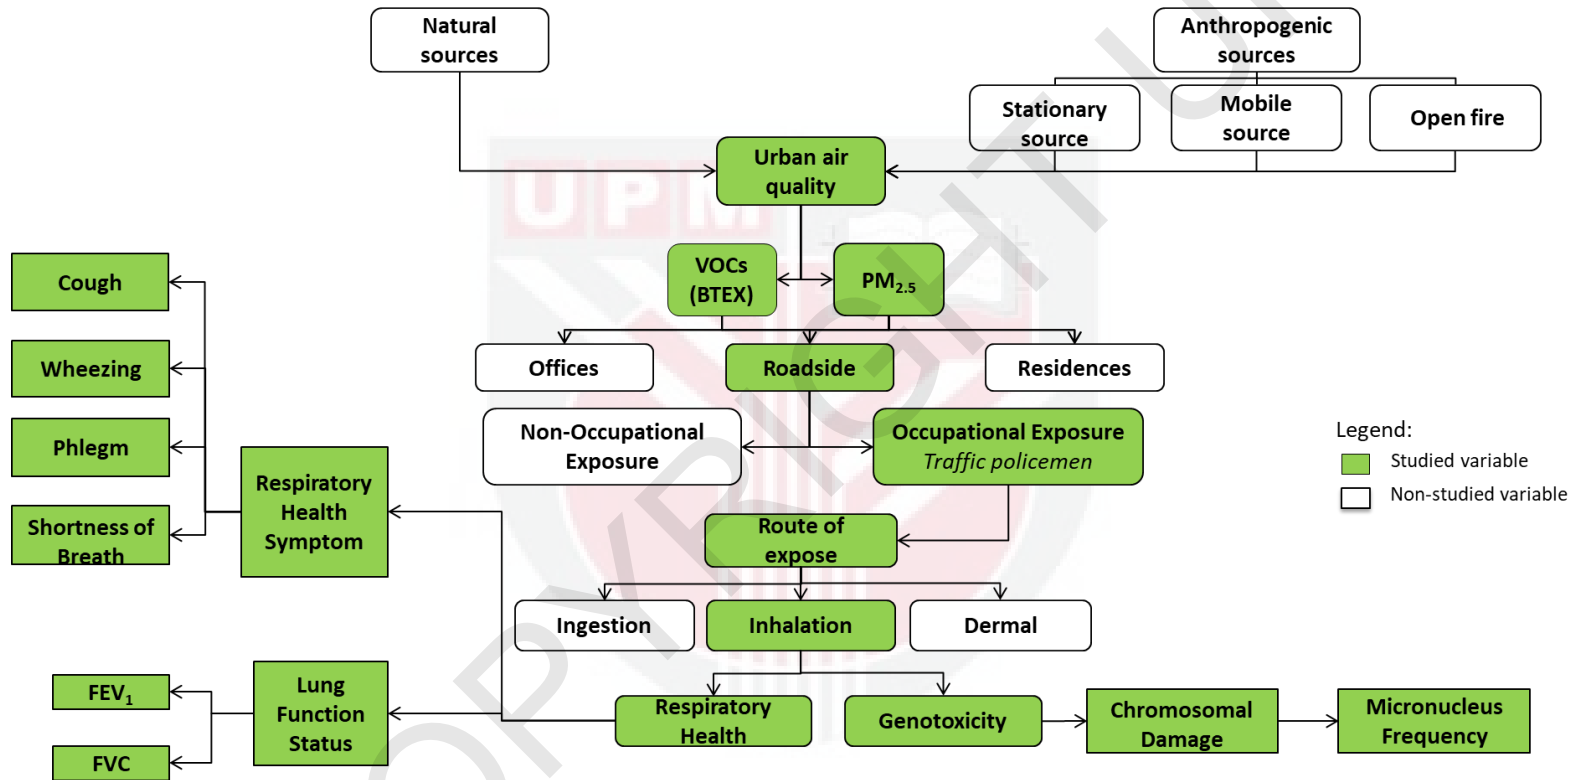 Natural
sources
Anthropogenic
sources
Stationary
source
Mobile
source
Open fire
Urban air
quality
UPM
VOCs
(BTEX)
PM2.5
Cough
Wheezing
Phlegm
Shortness of
Breath
Respiratory
Health
Symptom
Offices
Roadside
Residences
Non-Occupational
Exposure
Occupational Exposure
Traffic policemen
Legend:
Studied variable
Non-studied variable
Route of
expose
Ingestion
Inhalation
Dermal
FEV1
FVC
Lung
Function
Status
Respiratory
Health
Genotoxicity
Chromosomal
Damage
Micronucleus
Frequency
OPYRIGHT U